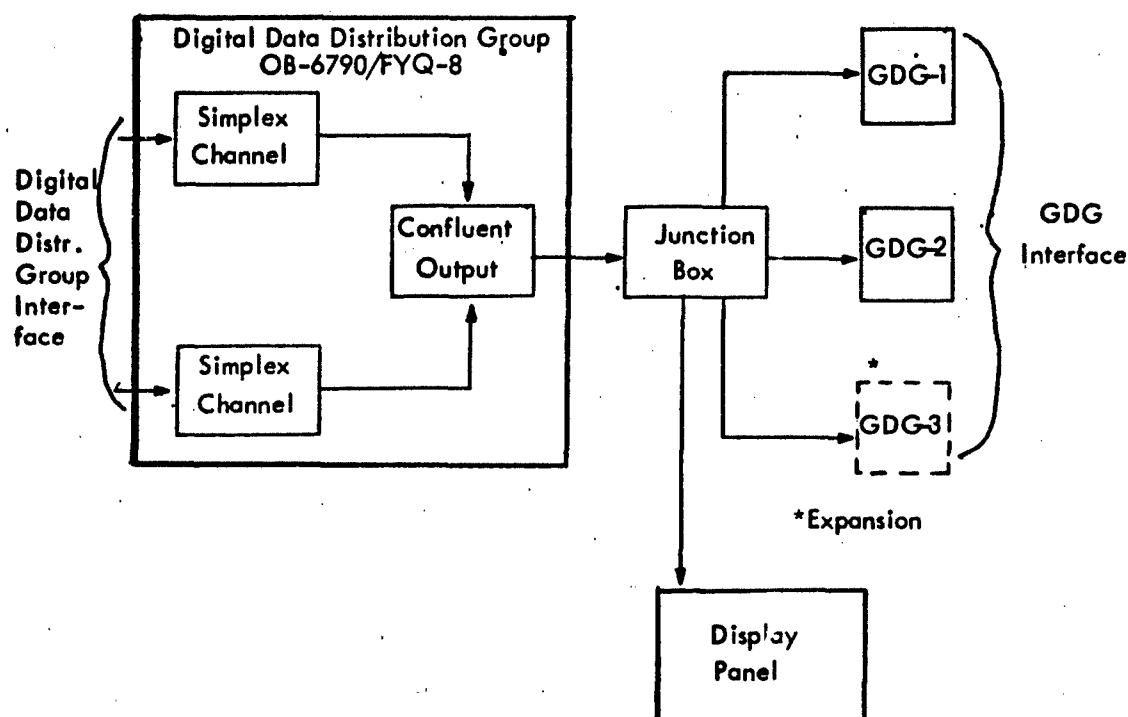 Digital Data Distribution Group
OB-6790/FYQ-8
Simplex
Channel
Digital
Data
Distr.
Group
Inter-
face
Confluent
Output
Simplex
Channel
Junction
Box
GDG-1
GDG-2
*
GDG-3
GDG
Interface
*Expansion
Display
Panel